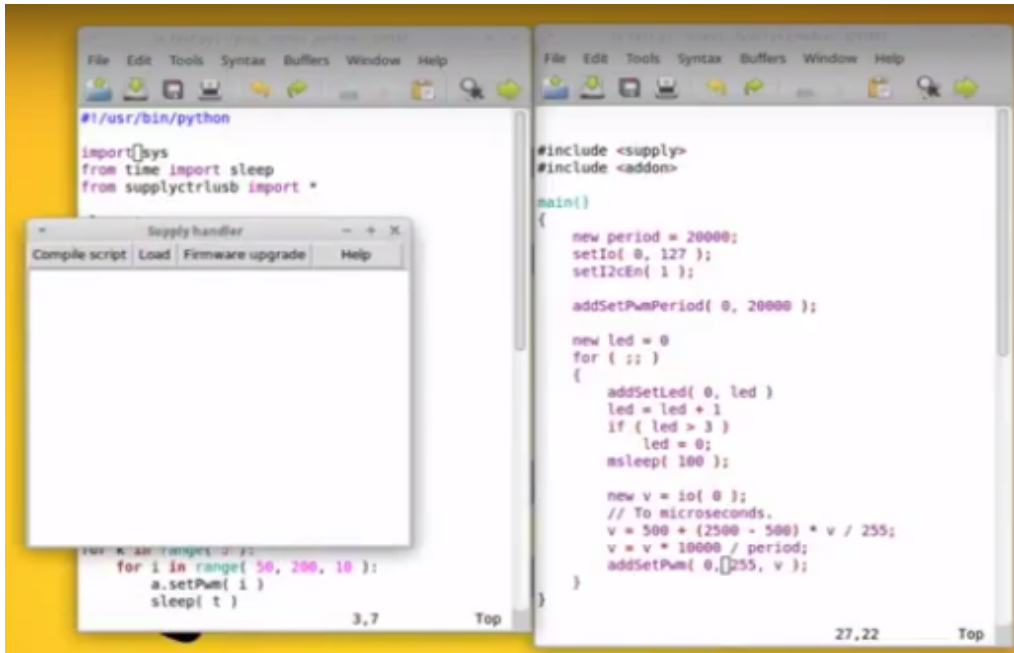 File Edit Tools Syntax Buffers Window Help
#!/usr/bin/python
import sys
from time import sleep
from supplyctrlusb import *
Supply handler
Compile script Load Firmware upgrade Help
for k in range( 5 ):
for i in range( 50, 200, 10 ):
a.setPwm( i )
sleep( t )
3,7 Top
File Edit Tools Syntax Buffers Window Help
#include <supply>
#include <addon>
main()
{
new period = 20000;
setIo( 0, 127 );
setI2cEn( 1 );
addSetPwmPeriod( 0, 20000 );
new led = 0
for ( ;; )
{
addSetLed( 0, led )
led = led + 1
if ( led > 3 )
led = 0;
msleep( 100 );
new v = io( 0 );
// To microseconds.
v = 500 + (2500 - 500) * v / 255;
v = v * 10000 / period;
addSetPwm( 0, 255, v );
}
}
27,22 Top